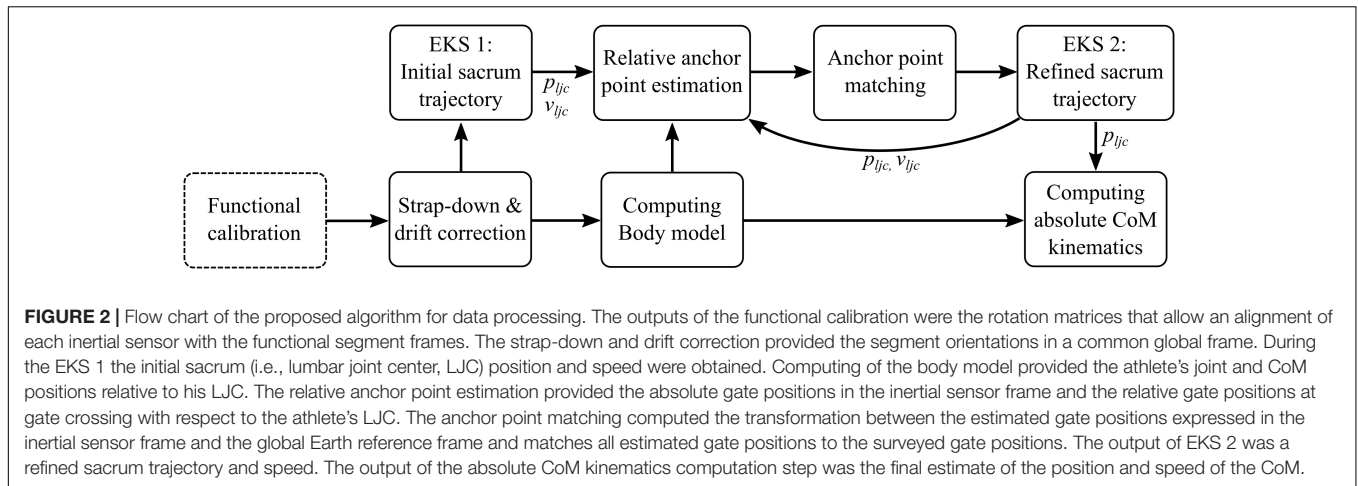 EKS 1:
Initial sacrum
trajectory
p_ljc
v_ljc
Relative anchor
point estimation
Anchor point
matching
EKS 2:
Refined sacrum
trajectory
p_ljc
p_ljc, v_ljc
Functional
calibration
Strap-down &
drift correction
Computing
Body model
Computing
absolute CoM
kinematics
FIGURE 2 | Flow chart of the proposed algorithm for data processing. The outputs of the functional calibration were the rotation matrices that allow an alignment of
each inertial sensor with the functional segment frames. The strap-down and drift correction provided the segment orientations in a common global frame. During
the EKS 1 the initial sacrum (i.e., lumbar joint center, LJC) position and speed were obtained. Computing of the body model provided the athlete's joint and CoM
positions relative to his LJC. The relative anchor point estimation provided the absolute gate positions in the inertial sensor frame and the relative gate positions at
gate crossing with respect to the athlete's LJC. The anchor point matching computed the transformation between the estimated gate positions expressed in the
inertial sensor frame and the global Earth reference frame and matches all estimated gate positions to the surveyed gate positions. The output of EKS 2 was a
refined sacrum trajectory and speed. The output of the absolute CoM kinematics computation step was the final estimate of the position and speed of the CoM.